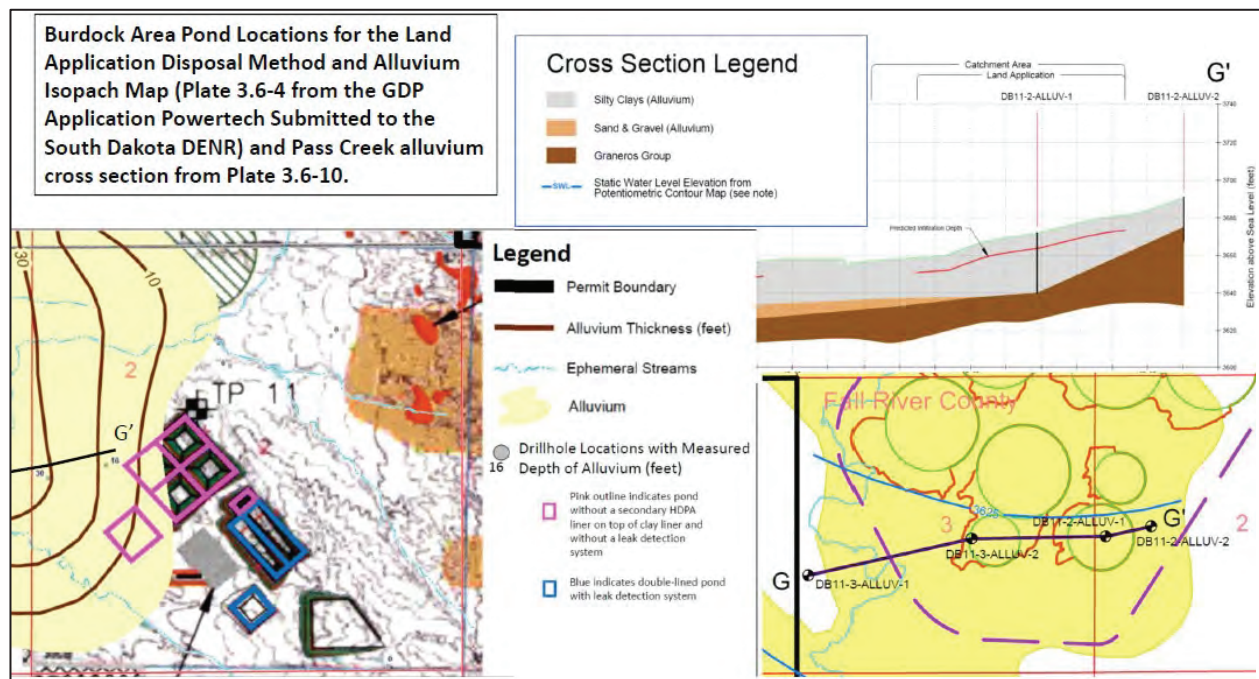 Burdock Area Pond Locations for the Land
Application Disposal Method and Alluvium
Isopach Map (Plate 3.6-4 from the GDP
Application Powertech Submitted to the
South Dakota DENR) and Pass Creek alluvium
cross section from Plate 3.6-10.
Cross Section Legend
Silty Clays (Alluvium)
Sand & Gravel (Alluvium)
Graneros Group
SWL
Static Water Level Elevation from
Potentiometric Contour Map (see note)
Catchment Area
Land Application
G'
DB11-2-ALLUV-1
DB11-2-ALLUV-2
Predicted Infiltration Depth
3740
3720
3700
3680
3660
3640
3620
3600
Elevation above Sea Level (feet)
30
10
2
TP 11
G'
16
Legend
Permit Boundary
Alluvium Thickness (feet)
Ephemeral Streams
Alluvium
Drillhole Locations with Measured
16 Depth of Alluvium (feet)
Pink outline indicates pond
without a secondary HDPA
liner on top of clay liner and
without a leak detection
system
Blue indicates double-lined pond
with leak detection system
Fall River County
3625
3
DB11-2-ALLUV-1
G'
2
DB11-2-ALLUV-2
DB11-3-ALLUV-2
G
DB11-3-ALLUV-1